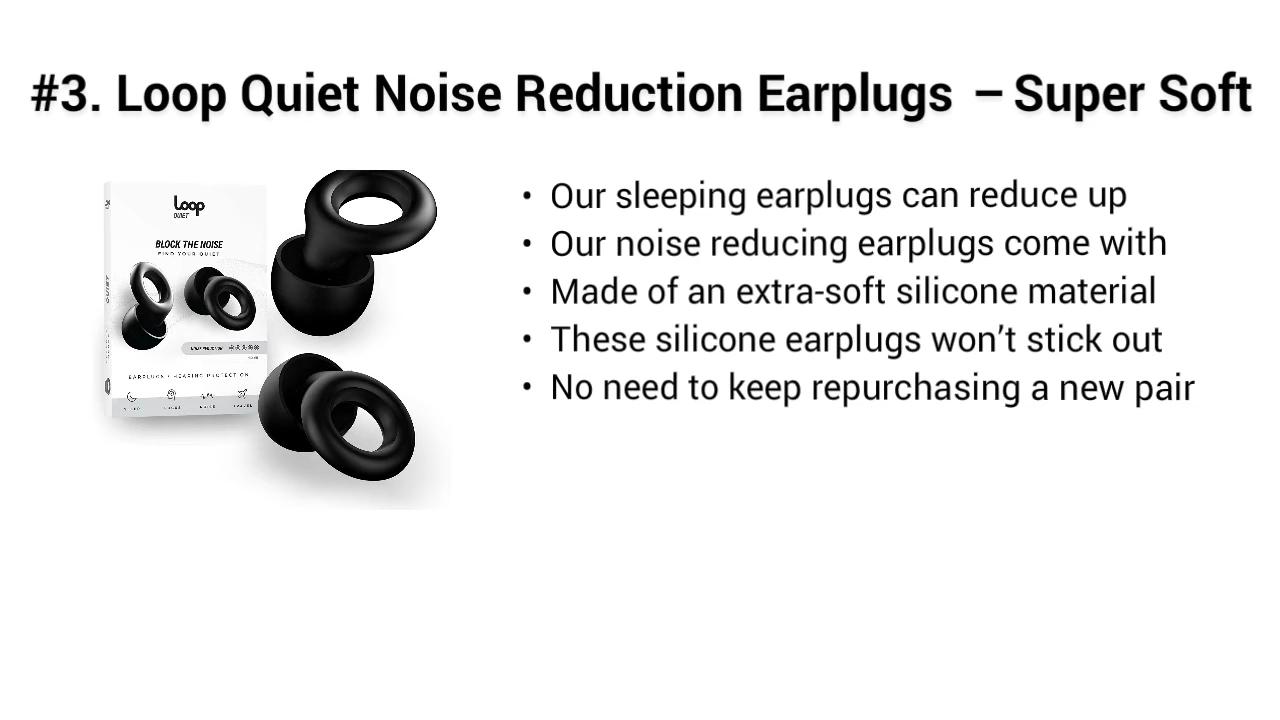 #3. Loop Quiet Noise Reduction Earplugs – Super Soft
• Our sleeping earplugs can reduce up
• Our noise reducing earplugs come with
• Made of an extra-soft silicone material
• These silicone earplugs won’t stick out
• No need to keep repurchasing a new pair
Loop
QUIET
BLOCK THE NOISE
FIND YOUR QUIET
EARPLUGS / HEARING PROTECTION